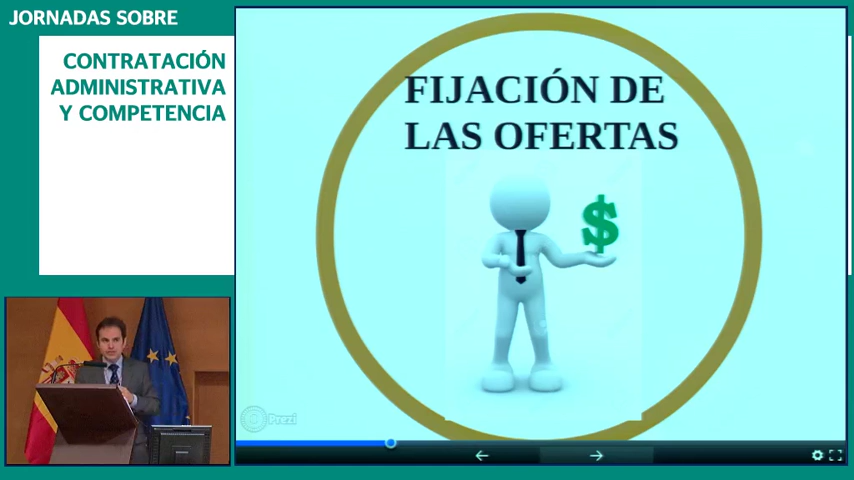 JORNADAS SOBRE
CONTRATACIÓN
ADMINISTRATIVA
Y COMPETENCIA
FIJACIÓN DE
LAS OFERTAS
$
Prezi